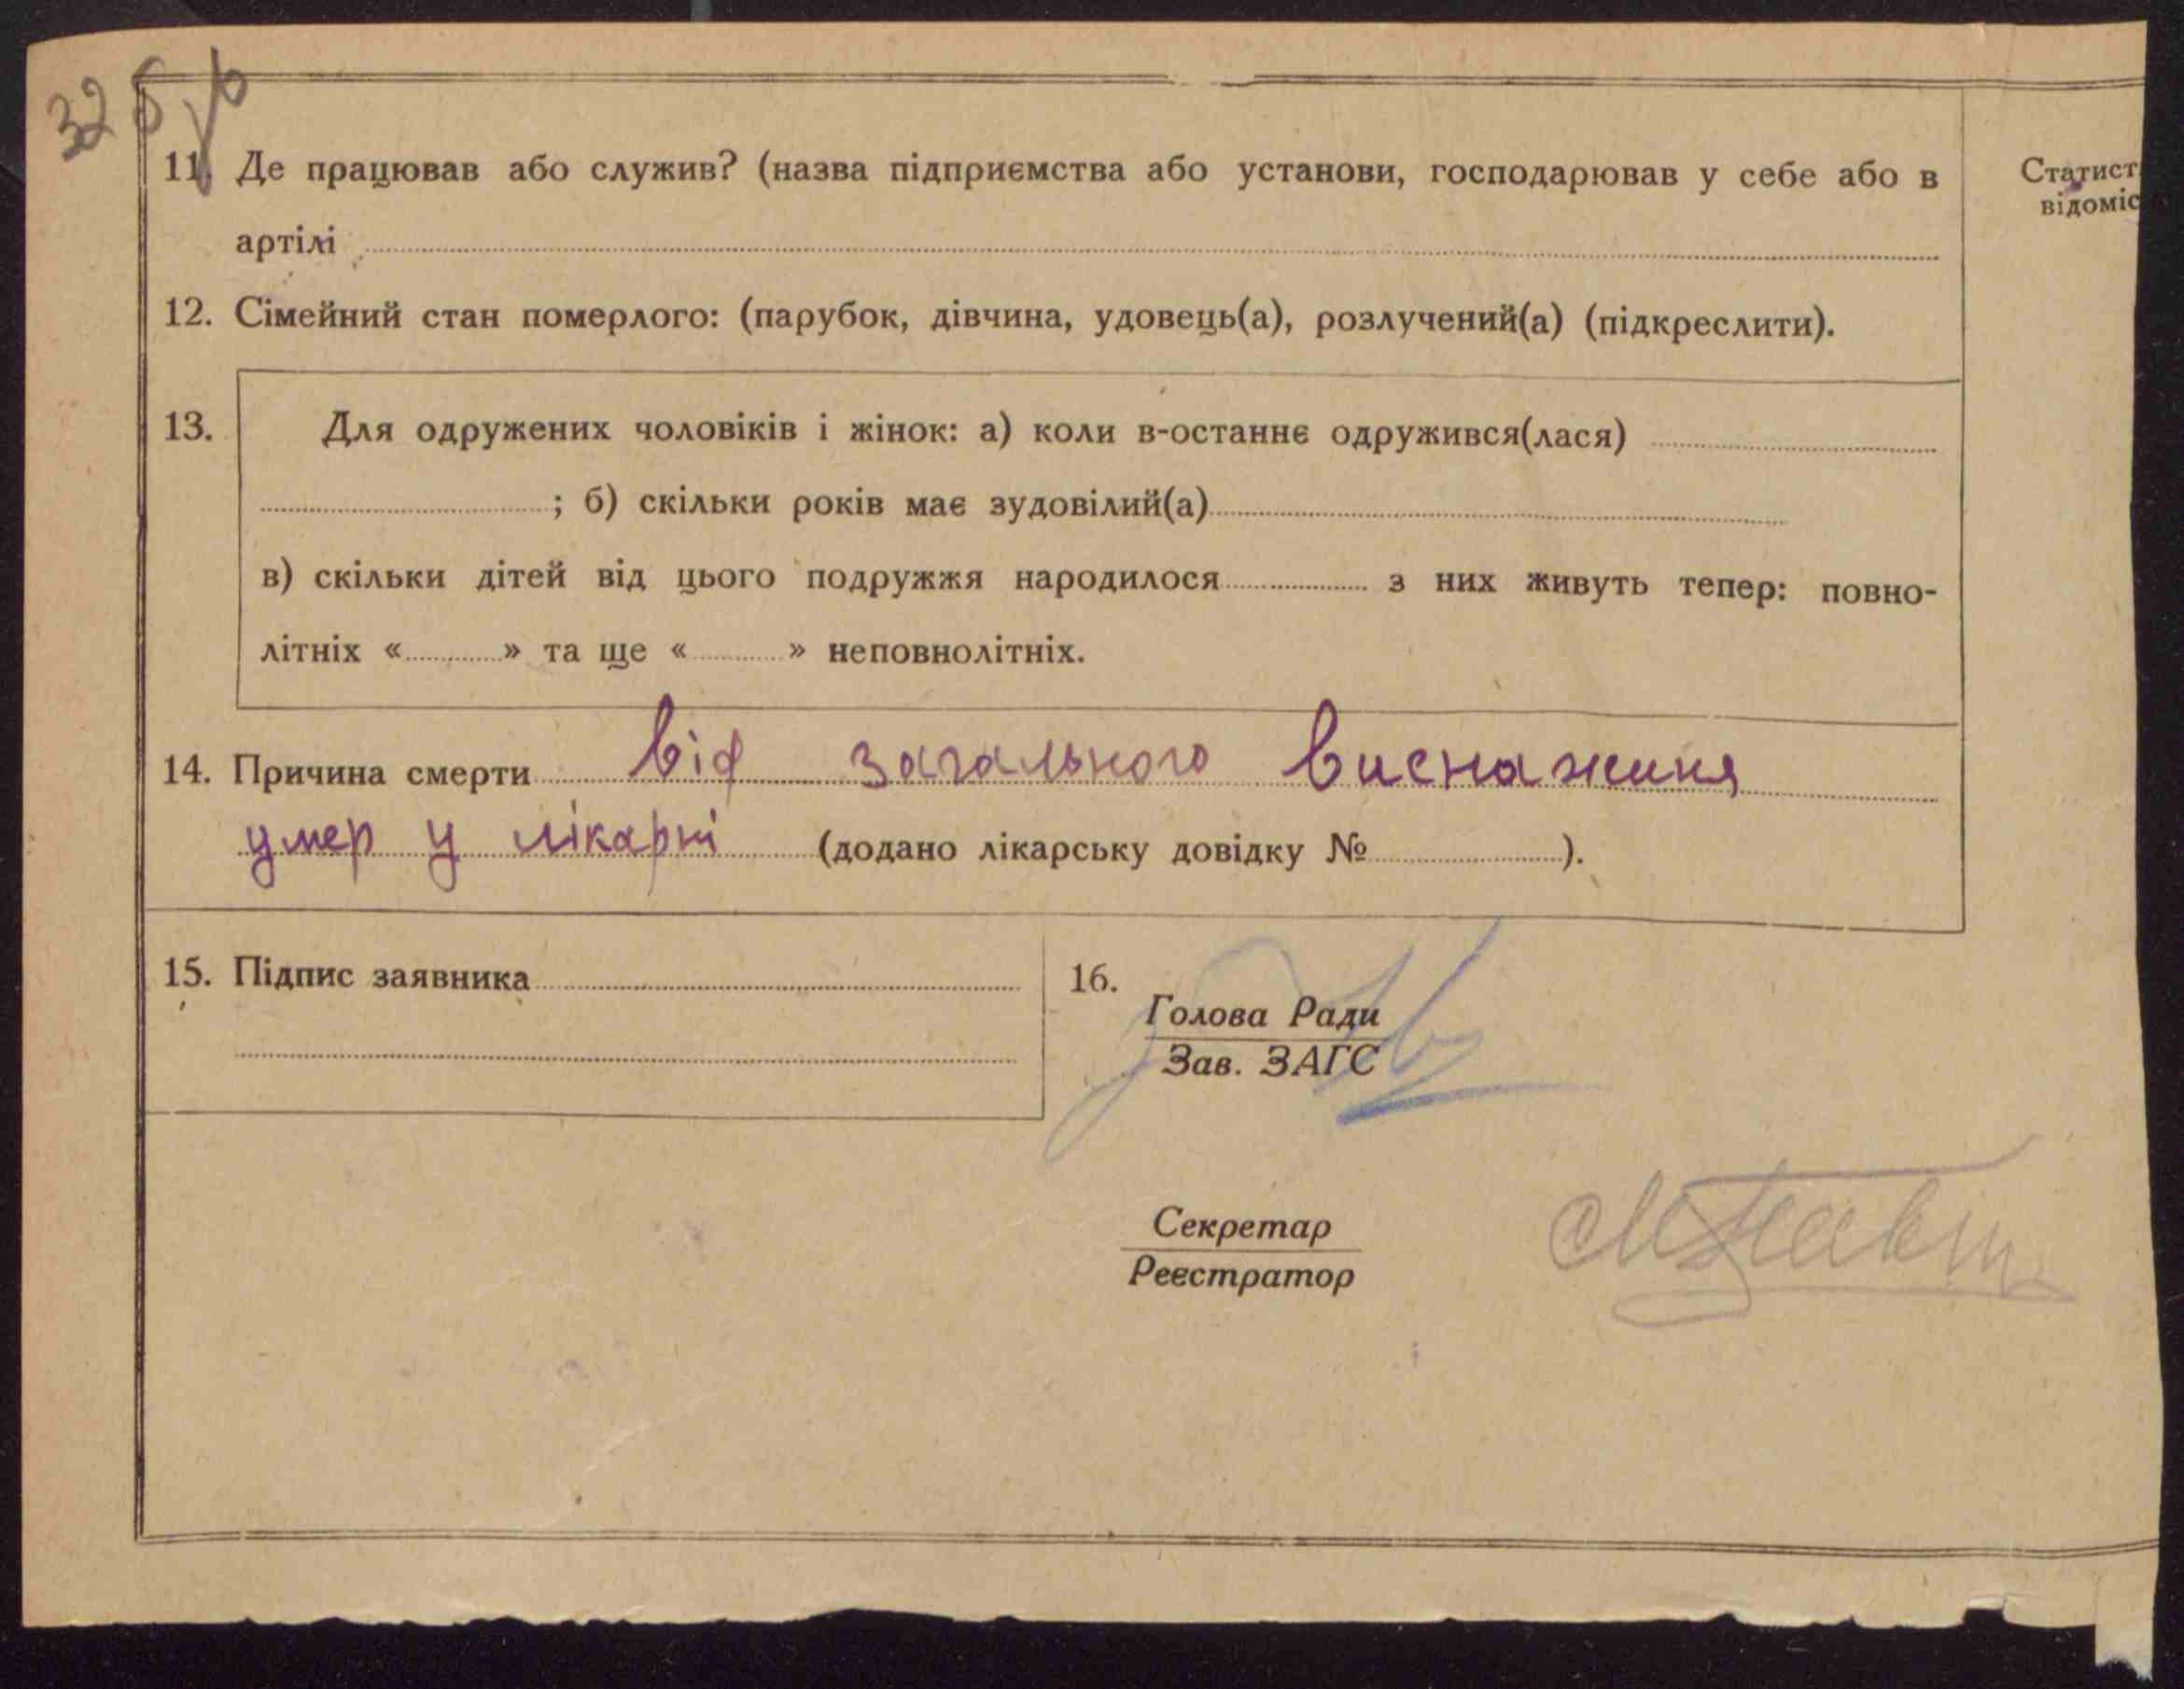 32
11. Де працював або служив? (назва підприємства або установи, господарював у себе або в
артілі
12. Сімейний стан померлого: (парубок, дівчина, удовець(а), розлучений(а) (підкреслити).
13. Для одружених чоловіків і жінок: а) коли в-останнє одружився(лася)
; б) скільки років має зудовілий(а)
в) скільки дітей від цього подружжя народилося з них живуть тепер: повно-
літніх « » та ще « » неповнолітніх.
14. Причина смерти від загального виснаження
умер у лікарні (додано лікарську довідку № ).
15. Підпис заявника
16.
Голова Ради
Зав. ЗАГС
Секретар
Реєстратор
Статист
відоміс